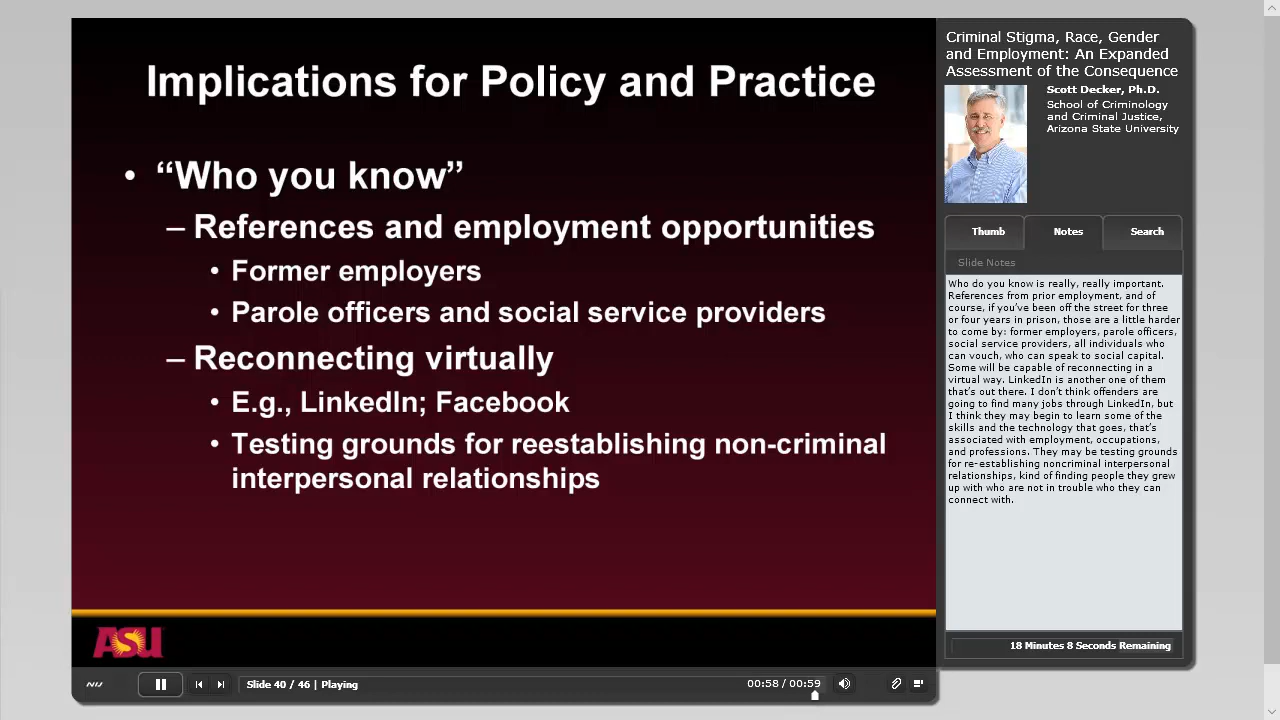 Implications for Policy and Practice
• “Who you know”
– References and employment opportunities
• Former employers
• Parole officers and social service providers
– Reconnecting virtually
• E.g., LinkedIn; Facebook
• Testing grounds for reestablishing non-criminal
interpersonal relationships
ASU
Slide 40 / 46 | Playing
00:58 / 00:59
Criminal Stigma, Race, Gender
and Employment: An Expanded
Assessment of the Consequence
Scott Decker, Ph.D.
School of Criminology
and Criminal Justice,
Arizona State University
Thumb
Notes
Search
Slide Notes
Who do you know is really, really important.
References from prior employment, and of
course, if you’ve been off the street for three
or four years in prison, those are a little harder
to come by: former employers, parole officers,
social service providers, all individuals who
can vouch, who can speak to social capital.
Some will be capable of reconnecting in a
virtual way. LinkedIn is another one of them
that’s out there. I don’t think offenders are
going to find many jobs through LinkedIn, but
I think they may begin to learn some of the
skills and the technology that goes, that’s
associated with employment, occupations,
and professions. They may be testing grounds
for re-establishing noncriminal interpersonal
relationships, kind of finding people they grew
up with who are not in trouble who they can
connect with.
18 Minutes 8 Seconds Remaining